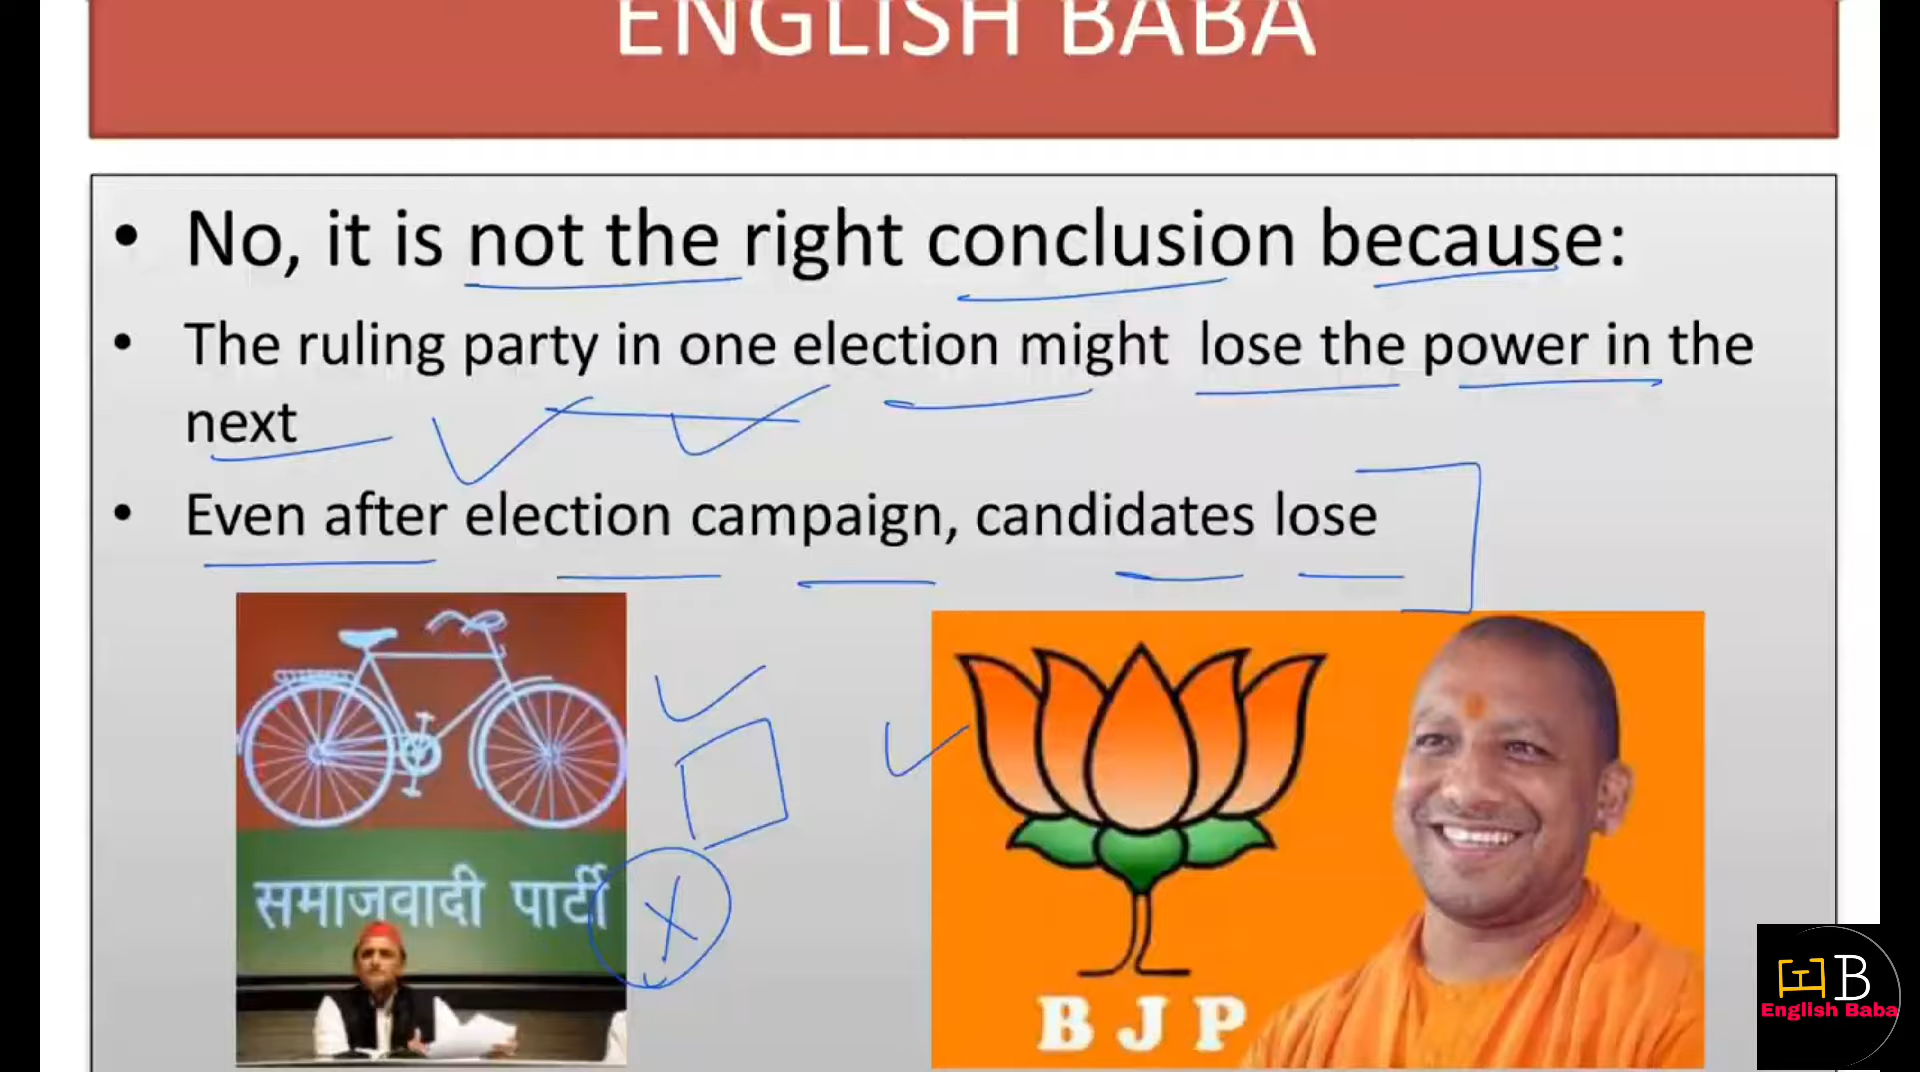 ENGLISH BABA
• No, it is not the right conclusion because:
• The ruling party in one election might lose the power in the
next
• Even after election campaign, candidates lose
समाजवादी पार्टी
BJP
EB
English Baba